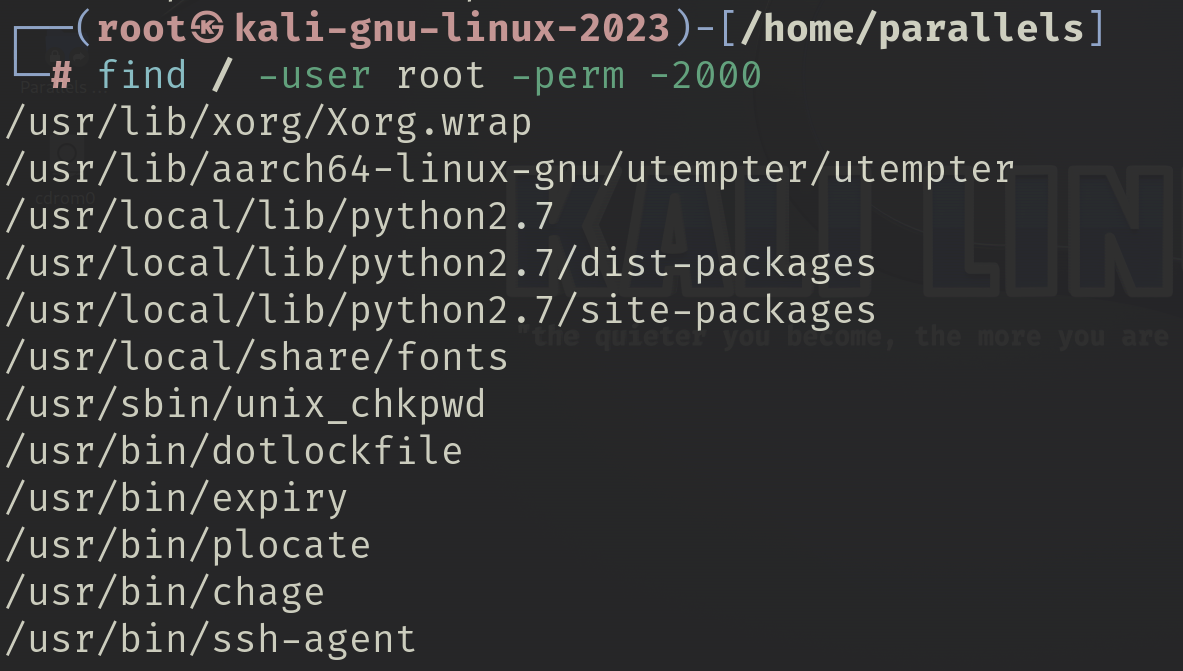 ┌──(root㉿kali-gnu-linux-2023)-[/home/parallels]
└─# find / -user root -perm -2000
/usr/lib/xorg/Xorg.wrap
/usr/lib/aarch64-linux-gnu/utempter/utempter
/usr/local/lib/python2.7
/usr/local/lib/python2.7/dist-packages
/usr/local/lib/python2.7/site-packages
/usr/local/share/fonts
/usr/sbin/unix_chkpwd
/usr/bin/dotlockfile
/usr/bin/expiry
/usr/bin/plocate
/usr/bin/chage
/usr/bin/ssh-agent
Parallels ...
cdrom0
KALI LIN
"the quieter you become, the more you are